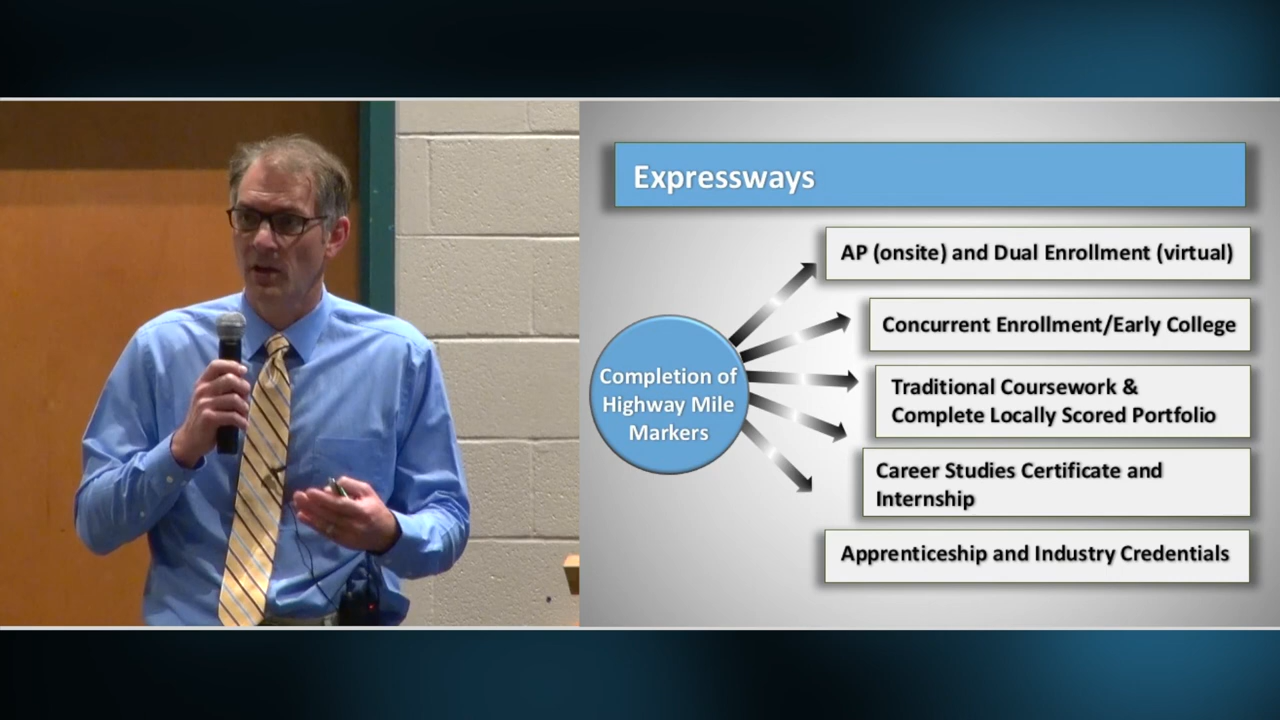 Expressways
AP (onsite) and Dual Enrollment (virtual)
Concurrent Enrollment/Early College
Completion of
Highway Mile
Markers
Traditional Coursework &
Complete Locally Scored Portfolio
Career Studies Certificate and
Internship
Apprenticeship and Industry Credentials